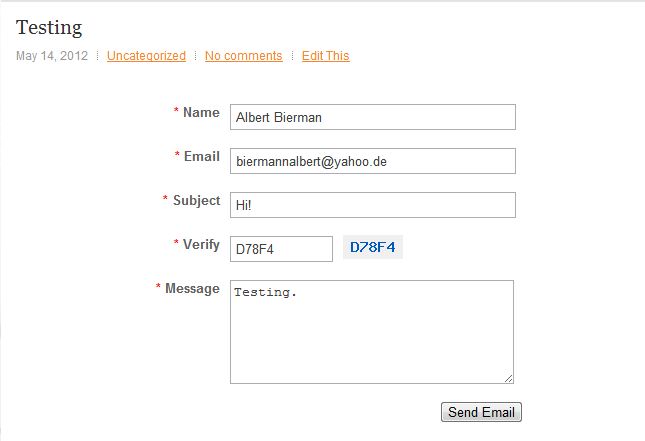 Testing
May 14, 2012 Uncategorized No comments Edit This
* Name Albert Bierman
* Email biermannalbert@yahoo.de
* Subject Hi!
* Verify D78F4 D78F4
* Message Testing.
Send Email